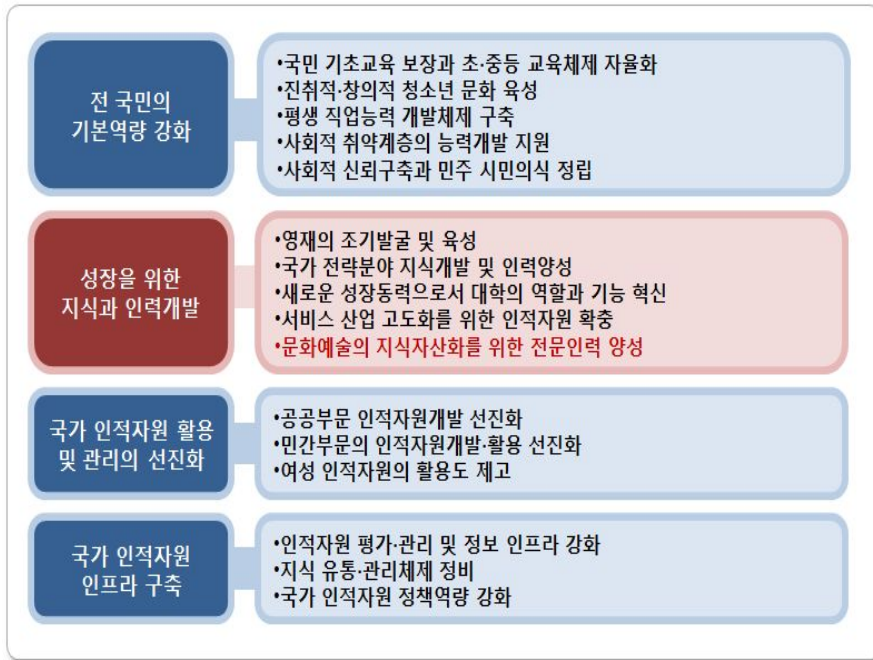 전 국민의
기본역량 강화
•국민 기초교육 보장과 초·중등 교육체제 자율화
•진취적·창의적 청소년 문화 육성
•평생 직업능력 개발체제 구축
•사회적 취약계층의 능력개발 지원
•사회적 신뢰구축과 민주 시민의식 정립
성장을 위한
지식과 인력개발
•영재의 조기발굴 및 육성
•국가 전략분야 지식개발 및 인력양성
•새로운 성장동력으로서 대학의 역할과 기능 혁신
•서비스 산업 고도화를 위한 인적자원 확충
•문화예술의 지식자산화를 위한 전문인력 양성
국가 인적자원 활용
및 관리의 선진화
•공공부문 인적자원개발 선진화
•민간부문의 인적자원개발·활용 선진화
•여성 인적자원의 활용도 제고
국가 인적자원
인프라 구축
•인적자원 평가·관리 및 정보 인프라 강화
•지식 유통·관리체제 정비
•국가 인적자원 정책역량 강화